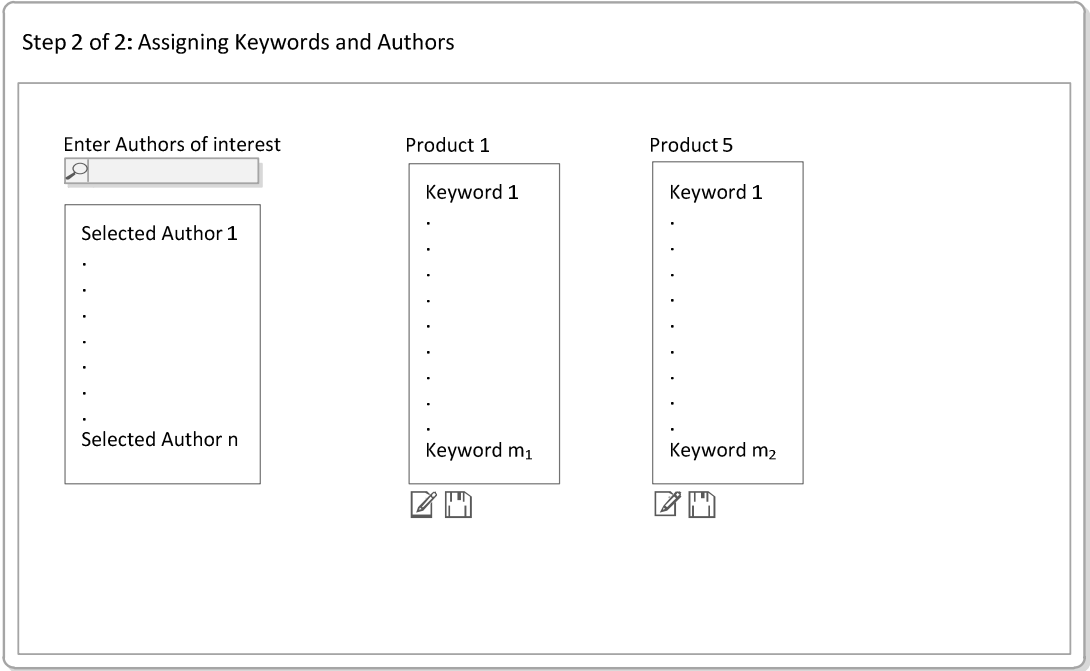 Step 2 of 2: Assigning Keywords and Authors
Enter Authors of interest
Selected Author 1
.
.
.
.
.
.
.
Selected Author n
Product 1
Keyword 1
.
.
.
.
.
.
.
.
.
Keyword m₁
Product 5
Keyword 1
.
.
.
.
.
.
.
.
.
Keyword m₂